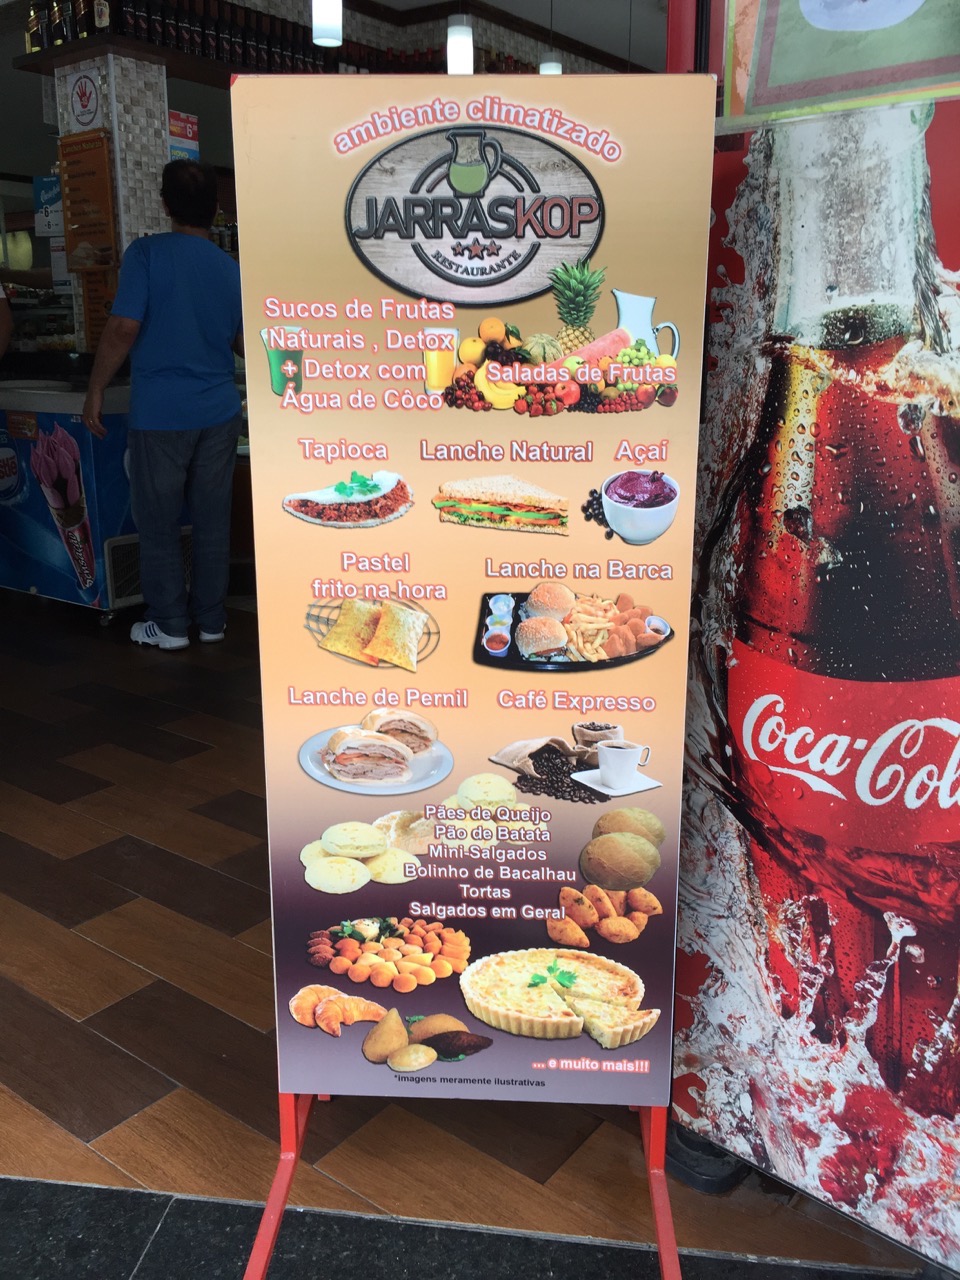 ambiente climatizado
JARRASKOP
RESTAURANTE
Sucos de Frutas
Naturais , Detox
+ Detox com
Água de Côco
Saladas de Frutas
Tapioca
Lanche Natural
Açaí
Pastel
frito na hora
Lanche na Barca
Lanche de Pernil
Café Expresso
Pães de Queijo
Pão de Batata
Mini-Salgados
Bolinho de Bacalhau
Tortas
Salgados em Geral
... e muito mais!!!
*imagens meramente ilustrativas
Coca-Col